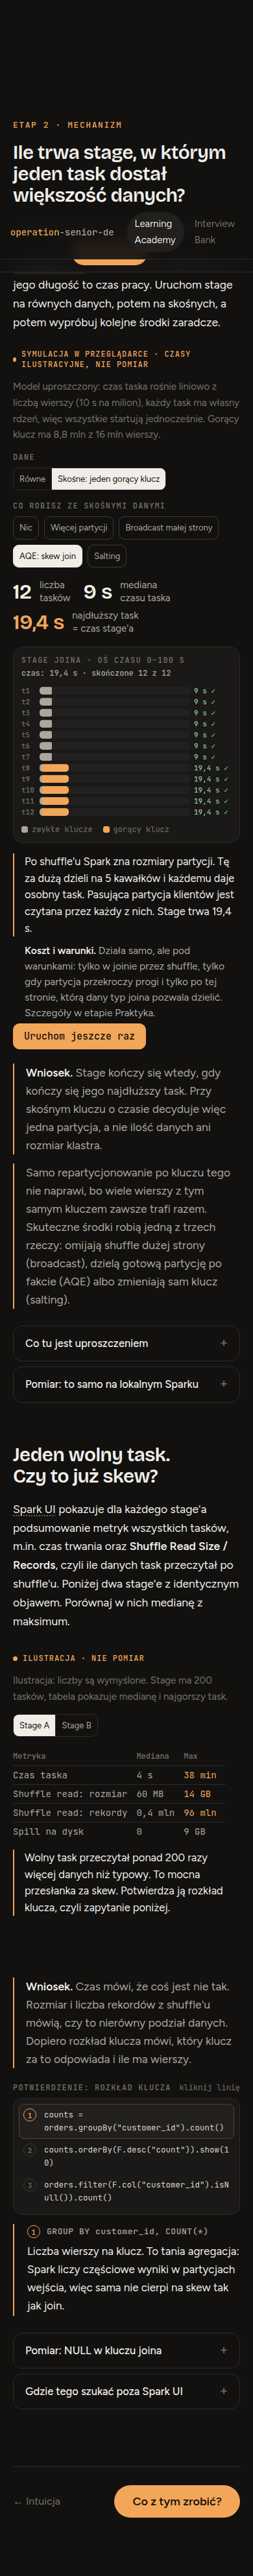 ETAP 2 · MECHANIZM
Ile trwa stage, w którym
jeden task dostał
większość danych?
operation-senior-de
Learning
Academy
Interview
Bank
jego długość to czas pracy. Uruchom stage
na równych danych, potem na skośnych, a
potem wypróbuj kolejne środki zaradcze.
SYMULACJA W PRZEGLĄDARCE · CZASY
ILUSTRACYJNE, NIE POMIAR
Model uproszczony: czas taska rośnie liniowo z
liczbą wierszy (10 s na milion), każdy task ma własny
rdzeń, więc wszystkie startują jednocześnie. Gorący
klucz ma 8,8 mln z 16 mln wierszy.
DANE
Równe
Skośne: jeden gorący klucz
CO ROBISZ ZE SKOŚNYMI DANYMI
Nic
Więcej partycji
Broadcast małej strony
AQE: skew join
Salting
12 liczba tasków
9 s mediana czasu taska
19,4 s najdłuższy task = czas stage'a
STAGE JOINA · OŚ CZASU 0–100 S
czas: 19,4 s · skończone 12 z 12
t1 9 s ✓
t2 9 s ✓
t3 9 s ✓
t4 9 s ✓
t5 9 s ✓
t6 9 s ✓
t7 9 s ✓
t8 19,4 s ✓
t9 19,4 s ✓
t10 19,4 s ✓
t11 19,4 s ✓
t12 19,4 s ✓
zwykłe klucze
gorący klucz
Po shuffle'u Spark zna rozmiary partycji. Tę
za dużą dzieli na 5 kawałków i każdemu daje
osobny task. Pasująca partycja klientów jest
czytana przez każdy z nich. Stage trwa 19,4
s.
Koszt i warunki. Działa samo, ale pod
warunkami: tylko w joinie przez shuffle, tylko
gdy partycja przekroczy progi i tylko po tej
stronie, którą dany typ joina pozwala dzielić.
Szczegóły w etapie Praktyka.
Uruchom jeszcze raz
Wniosek. Stage kończy się wtedy, gdy
kończy się jego najdłuższy task. Przy
skośnym kluczu o czasie decyduje więc
jedna partycja, a nie ilość danych ani
rozmiar klastra.
Samo repartycjonowanie po kluczu tego
nie naprawi, bo wiele wierszy z tym
samym kluczem zawsze trafi razem.
Skuteczne środki robią jedną z trzech
rzeczy: omijają shuffle dużej strony
(broadcast), dzielą gotową partycję po
fakcie (AQE) albo zmieniają sam klucz
(salting).
Co tu jest uproszczeniem +
Pomiar: to samo na lokalnym Sparku +
Jeden wolny task.
Czy to już skew?
Spark UI pokazuje dla każdego stage'a
podsumowanie metryk wszystkich tasków,
m.in. czas trwania oraz Shuffle Read Size /
Records, czyli ile danych task przeczytał po
shuffle'u. Poniżej dwa stage'e z identycznym
objawem. Porównaj w nich medianę z
maksimum.
ILUSTRACJA · NIE POMIAR
Ilustracja: liczby są wymyślone. Stage ma 200
tasków, tabela pokazuje medianę i najgorszy task.
Stage A
Stage B
Metryka Mediana Max
Czas taska 4 s 38 min
Shuffle read: rozmiar 60 MB 14 GB
Shuffle read: rekordy 0,4 mln 96 mln
Spill na dysk 0 9 GB
Wolny task przeczytał ponad 200 razy
więcej danych niż typowy. To mocna
przesłanka za skew. Potwierdza ją rozkład
klucza, czyli zapytanie poniżej.
Wniosek. Czas mówi, że coś jest nie tak.
Rozmiar i liczba rekordów z shuffle'u
mówią, czy to nierówny podział danych.
Dopiero rozkład klucza mówi, który klucz
za to odpowiada i ile ma wierszy.
POTWIERDZENIE: ROZKŁAD KLUCZA kliknij linię
1 counts =
orders.groupBy("customer_id").count()
2 counts.orderBy(F.desc("count")).show(1
0)
3 orders.filter(F.col("customer_id").isN
ull()).count()
1 GROUP BY customer_id, COUNT(*)
Liczba wierszy na klucz. To tania agregacja:
Spark liczy częściowe wyniki w partycjach
wejścia, więc sama nie cierpi na skew tak
jak join.
Pomiar: NULL w kluczu joina +
Gdzie tego szukać poza Spark UI +
← Intuicja
Co z tym zrobić?